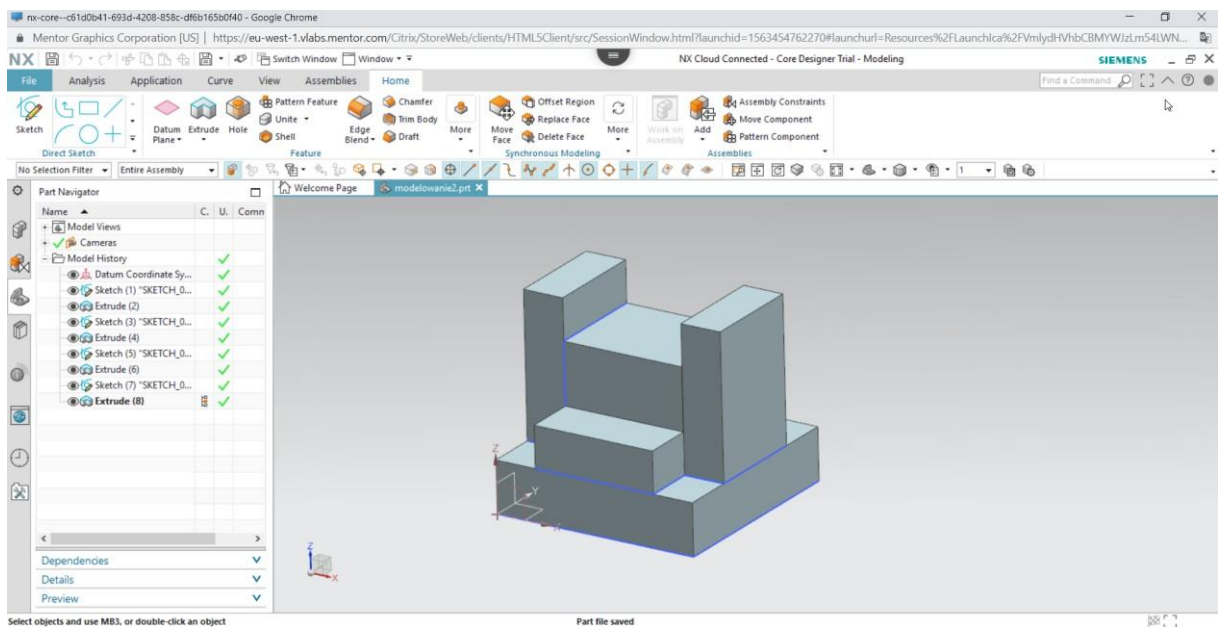 nx-core--c61d0b41-693d-4208-858c-df6b165b0f40 - Google Chrome
Mentor Graphics Corporation [US] | https://eu-west-1.vlabs.mentor.com/Citrix/StoreWeb/clients/HTML5Client/src/SessionWindow.html?launchid=1563454762270#launchurl=Resources%2FLaunchIca%2FVmlydHVhbCBMYWJzLm54LWN...
NX Switch Window Window NX Cloud Connected - Core Designer Trial - Modeling SIEMENS
File Analysis Application Curve View Assemblies Home Find a Command
Pattern Feature Chamfer Offset Region Assembly Constraints
Unite Trim Body Replace Face Move Component
Sketch Datum Plane Extrude Hole Shell Edge Blend Draft More Move Face Delete Face More Work on Assembly Add Pattern Component
Direct Sketch Feature Synchronous Modeling Assemblies
No Selection Filter Entire Assembly 1
Part Navigator Welcome Page modelowanie2.prt
Name C. U. Comn
Model Views
Cameras
Model History
Datum Coordinate Sy...
Sketch (1) "SKETCH_0...
Extrude (2)
Sketch (3) "SKETCH_0...
Extrude (4)
Sketch (5) "SKETCH_0...
Extrude (6)
Sketch (7) "SKETCH_0...
Extrude (8)
Z
Y
X
Z
X
Dependencies
Details
Preview
Select objects and use MB3, or double-click an object Part file saved